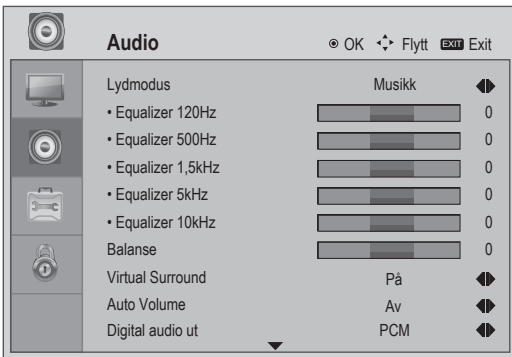 Audio OK Flytt EXIT Exit
Lydmodus Musikk
• Equalizer 120Hz 0
• Equalizer 500Hz 0
• Equalizer 1,5kHz 0
• Equalizer 5kHz 0
• Equalizer 10kHz 0
Balanse 0
Virtual Surround På
Auto Volume Av
Digital audio ut PCM